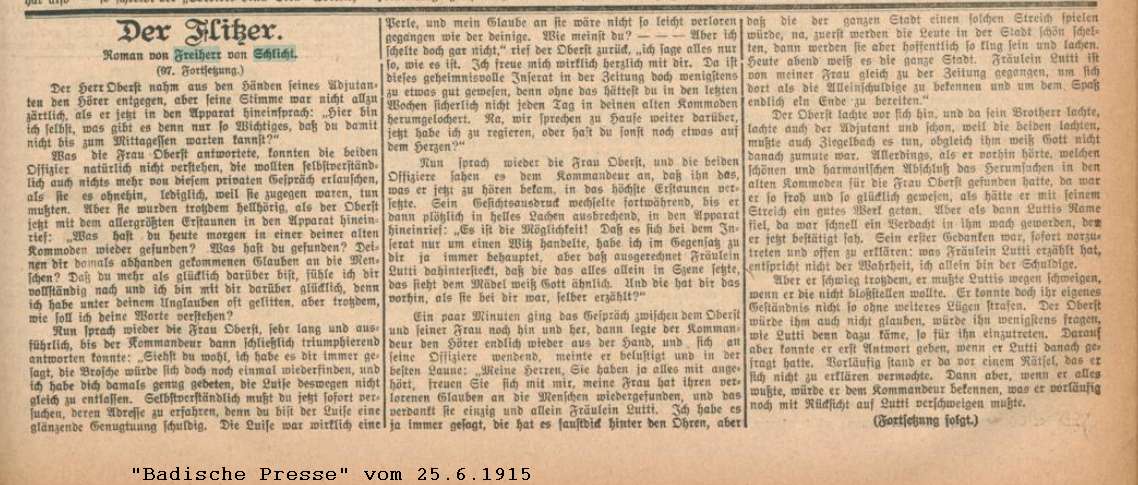 Der Flitzer.
Roman von Freiherr von Schlicht.
(97. Fortsetzung.)
Der Herr Oberst nahm aus den Händen seines Adjutan-
ten den Hörer entgegen, aber seine Stimme war nicht allzu
zärtlich, als er jetzt in den Apparat hineinsprach: „Hier bin
ich selbst, was gibt es denn nur so Wichtiges, daß du damit
nicht bis zum Mittagessen warten kannst?“
Was die Frau Oberst antwortete, konnten die beiden
Offizier natürlich nicht verstehen, die wollten selbstverständ-
lich auch nichts mehr von diesem privaten Gespräch erlauschen,
als sie es ohnehin, lediglich, weil sie zugegen waren, tun
mußten. Aber sie wurden trotzdem hellhörig, als der Oberst
jetzt mit dem allergrößten Erstaunen in den Apparat hinein-
rief: „Was hast du heute morgen in einer deiner alten
Kommoden wieder gefunden? Was hast du gefunden? Dei-
nen dir damals abhanden gekommenen Glauben an die Men-
schen? Daß du mehr als glücklich darüber bist, fühle ich dir
vollständig nach und ich bin mit dir darüber glücklich, denn
ich habe unter deinem Unglauben oft gelitten, aber trotzdem,
wie soll ich deine Worte verstehen?
Nun sprach wieder die Frau Oberst, sehr lang und aus-
führlich, bis der Kommandeur dann schließlich triumphierend
antworten konnte: „Siehst du wohl, ich habe es dir immer ge-
sagt, die Brosche würde sich doch noch einmal wiederfinden, und
ich habe dich damals genug gebeten, die Luise deswegen nicht
gleich zu entlassen. Selbstverständlich mußt du jetzt sofort ver-
suchen, deren Adresse zu erfahren, denn du bist der Luise eine
glänzende Genugtuung schuldig. Die Luise war wirklich eine
Perle, und mein Glaube an sie wäre nicht so leicht verloren
gegangen wie der deinige. Wie meinst du? — — — Aber ich
schelte doch gar nicht,“ rief der Oberst zurück, „ich sage alles nur
so, wie es ist. Ich freue mich wirklich herzlich mit dir. Da ist
dieses geheimnisvolle Inserat in der Zeitung doch wenigstens
zu etwas gut gewesen, denn ohne das hättest du in den letzten
Wochen sicherlich nicht jeden Tag in deinen alten Kommoden
herumgelochert. Na, wir sprechen zu Hause weiter darüber,
jetzt habe ich zu regieren, oder hast du sonst noch etwas auf
dem Herzen?“
Nun sprach wieder die Frau Oberst, und die beiden
Offiziere sahen es dem Kommandeur an, daß ihn das,
was er jetzt zu hören bekam, in das höchste Erstaunen ver-
setzte. Sein Gesichtsausdruck wechselte fortwährend, bis er
dann plötzlich in helles Lachen ausbrechend, in den Apparat
hineinrief: „Es ist die Möglichkeit! Daß es sich bei dem In-
serat nur um einen Witz handelte, habe ich im Gegensatz zu
dir ja immer behauptet, aber daß ausgerechnet Fräulein
Lutti dahintersteckt, daß die das alles allein in Szene setzte,
das sieht dem Mädel weiß Gott ähnlich. Und die hat dir das
vorhin, als sie bei dir war, selber erzählt?“
Ein paar Minuten ging das Gespräch zwischen dem Oberst
und seiner Frau noch hin und her, dann legte der Komman-
deur den Hörer endlich wieder aus der Hand, und sich an
seine Offiziere wendend, meinte er belustigt und in der
besten Laune: „Meine Herren, Sie haben ja alles mit ange-
hört, freuen Sie sich mit mir, meine Frau hat ihren ver-
lorenen Glauben an die Menschen wiedergefunden, und das
verdankt sie einzig und allein Fräulein Lutti. Ich habe es
ja immer gesagt, die hat es faustdick hinter den Ohren, aber
daß die der ganzen Stadt einen solchen Streich spielen
würde, na, zuerst werden die Leute in der Stadt schön schel-
ten, dann werden sie aber hoffentlich so klug sein und lachen.
Heute abend weiß es die ganze Stadt. Fräulein Lutti ist
von meiner Frau gleich zu der Zeitung gegangen, um sich
dort als die Alleinschuldige zu bekennen und um dem Spaß
endlich ein Ende zu bereiten.“
Der Oberst lachte vor sich hin, und da sein Brotherr lachte,
lachte auch der Adjutant und schon, weil die beiden lachten,
mußte auch Ziegelbach es tun, obgleich ihm weiß Gott nicht
danach zumute war. Allerdings, als er vorhin hörte, welchen
schönen und harmonischen Abschluß das Herumsuchen in den
alten Kommoden für die Frau Oberst gefunden hatte, da war
er so froh und so glücklich gewesen, als hätte er mit seinem
Streich ein gutes Werk getan. Aber als dann Luttis Name
fiel, da war schnell ein Verdacht in ihm wach geworden, den
er jetzt bestätigt sah. Sein erster Gedanken war, sofort vorzu-
treten und offen zu erklären: was Fräulein Lutti erzählt hat,
entspricht nicht der Wahrheit, ich allein bin der Schuldige.
Aber er schwieg trotzdem, er mußte Luttis wegen schweigen,
wenn er die nicht bloßstellen wollte. Er konnte doch ihr eigenes
Geständnis nicht so ohne weiteres Lügen strafen. Der Oberst
würde ihm auch nicht glauben, würde ihm wenigstens fragen,
wie Lutti denn dazu käme, so für ihn einzutreten. Darauf
aber konnte er erst Antwort geben, wenn er Lutti danach ge-
fragt hatte. Vorläufig stand er da vor einem Rätsel, das er
sich nicht zu erklären vermochte. Dann aber, wenn er alles
wußte, würde er dem Kommandeur bekennen, was er vorläufig
noch mit Rücksicht auf Lutti verschweigen mußte.
(Fortsetzung folgt.)
"Badische Presse" vom 25.6.1915